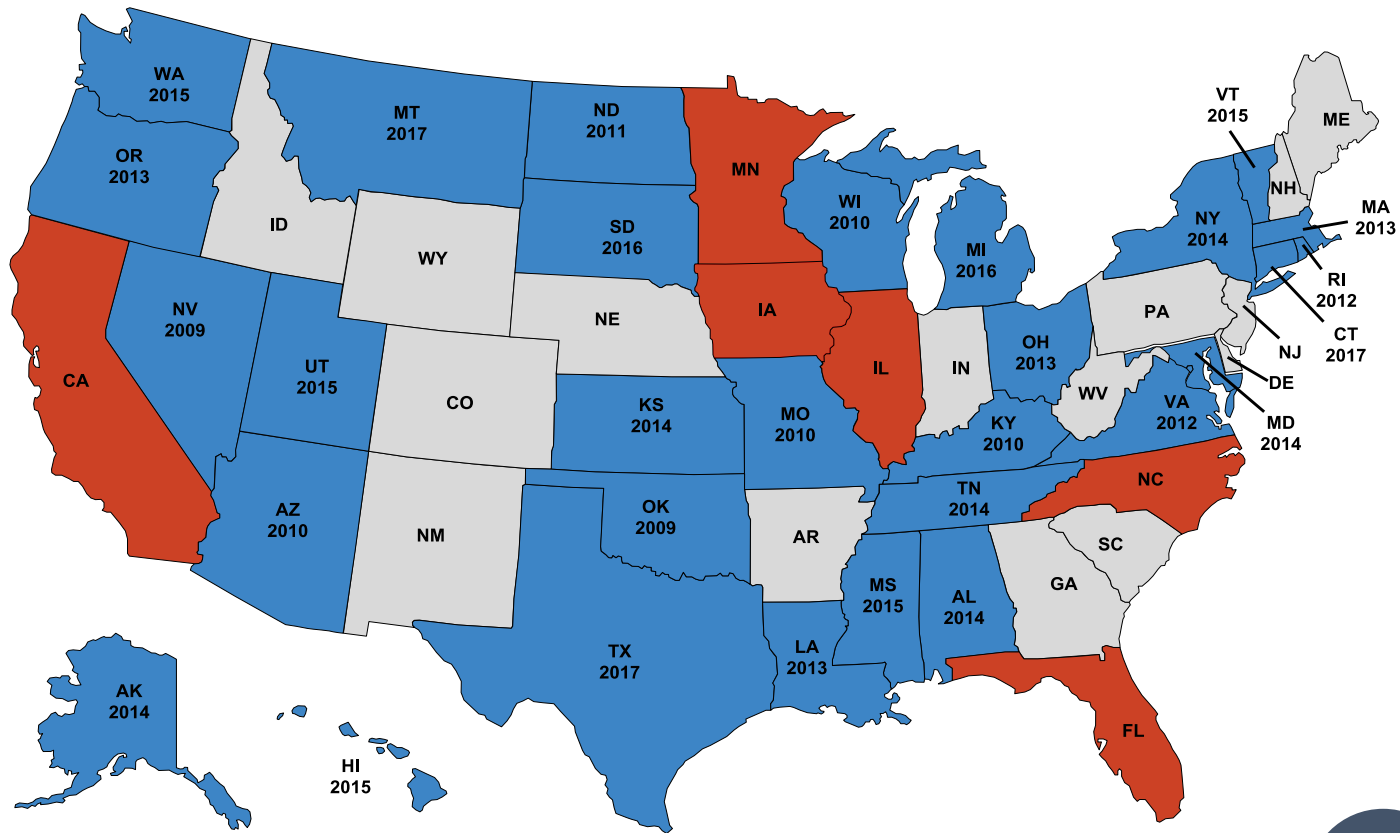 WA
2015
OR
2013
CA
NV
2009
ID
MT
2017
WY
UT
2015
AZ
2010
CO
NM
ND
2011
SD
2016
NE
KS
2014
OK
2009
TX
2017
MN
IA
MO
2010
AR
LA
2013
WI
2010
IL
MI
2016
IN
OH
2013
KY
2010
TN
2014
MS
2015
AL
2014
GA
FL
SC
NC
VA
2012
WV
PA
NY
2014
VT
2015
NH
ME
MA
2013
RI
2012
CT
2017
NJ
DE
MD
2014
AK
2014
HI
2015